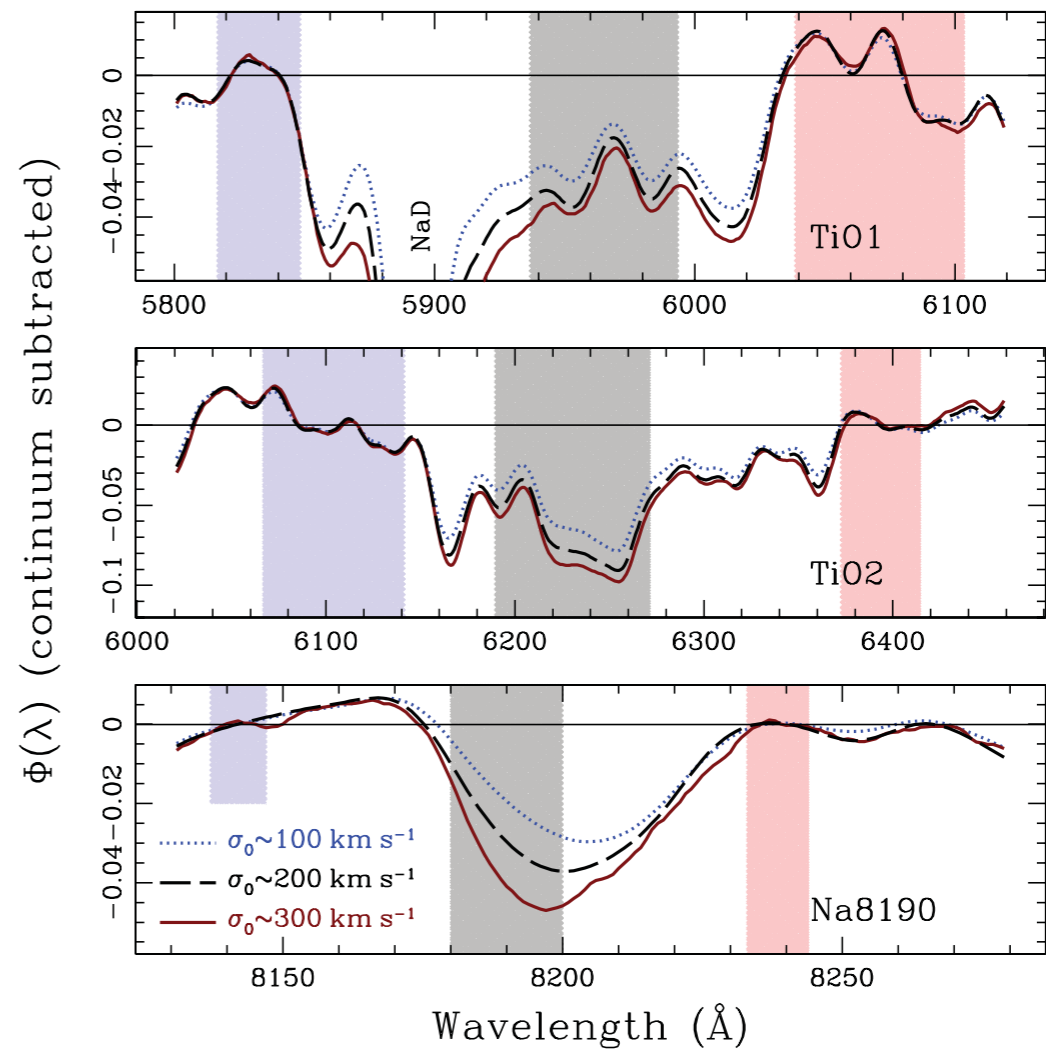 Φ(λ) (continuum subtracted)
0
−0.02
−0.04
NaD
TiO1
5800 5900 6000 6100
0
−0.05
−0.1
TiO2
6000 6100 6200 6300 6400
0
−0.02
−0.04
σ₀~100 km s⁻¹
σ₀~200 km s⁻¹
σ₀~300 km s⁻¹
Na8190
8150 8200 8250
Wavelength (Å)